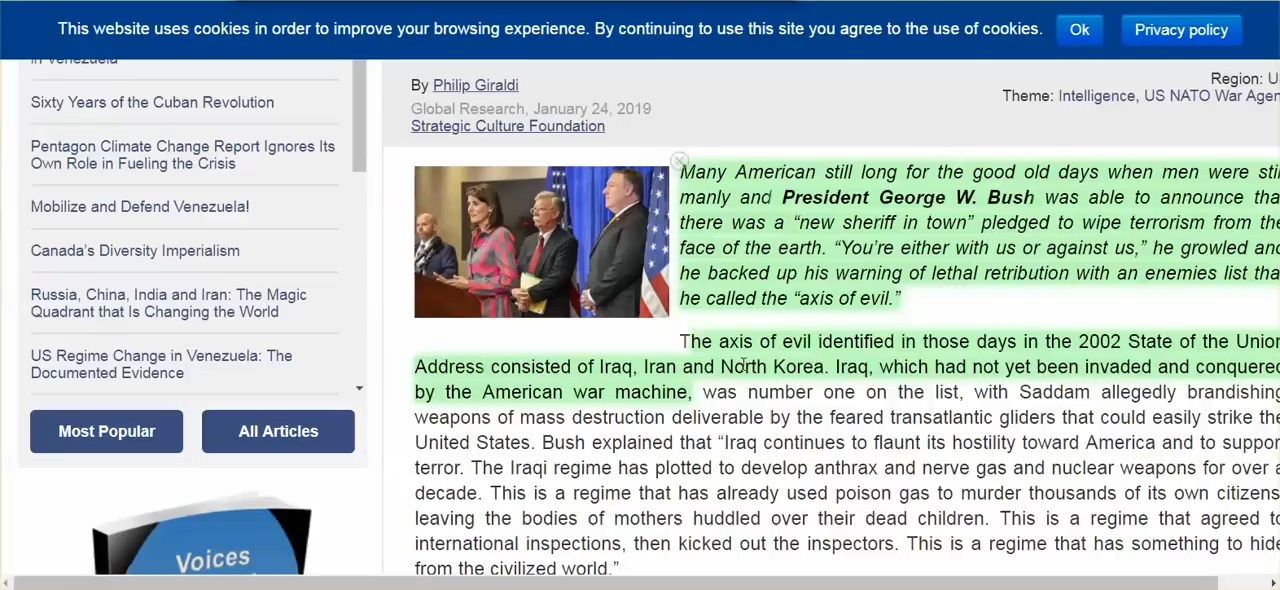 This website uses cookies in order to improve your browsing experience. By continuing to use this site you agree to the use of cookies.
Ok
Privacy policy
in Venezuela
Sixty Years of the Cuban Revolution
Pentagon Climate Change Report Ignores Its
Own Role in Fueling the Crisis
Mobilize and Defend Venezuela!
Canada's Diversity Imperialism
Russia, China, India and Iran: The Magic
Quadrant that Is Changing the World
US Regime Change in Venezuela: The
Documented Evidence
Most Popular
All Articles
Voices
By Philip Giraldi
Global Research, January 24, 2019
Strategic Culture Foundation
Region: U
Theme: Intelligence, US NATO War Agen
Many American still long for the good old days when men were stil
manly and President George W. Bush was able to announce tha
there was a “new sheriff in town” pledged to wipe terrorism from the
face of the earth. “You’re either with us or against us,” he growled and
he backed up his warning of lethal retribution with an enemies list tha
he called the “axis of evil.”
The axis of evil identified in those days in the 2002 State of the Union
Address consisted of Iraq, Iran and North Korea. Iraq, which had not yet been invaded and conquered
by the American war machine, was number one on the list, with Saddam allegedly brandishing
weapons of mass destruction deliverable by the feared transatlantic gliders that could easily strike the
United States. Bush explained that “Iraq continues to flaunt its hostility toward America and to suppor
terror. The Iraqi regime has plotted to develop anthrax and nerve gas and nuclear weapons for over a
decade. This is a regime that has already used poison gas to murder thousands of its own citizens
leaving the bodies of mothers huddled over their dead children. This is a regime that agreed to
international inspections, then kicked out the inspectors. This is a regime that has something to hide
from the civilized world.”